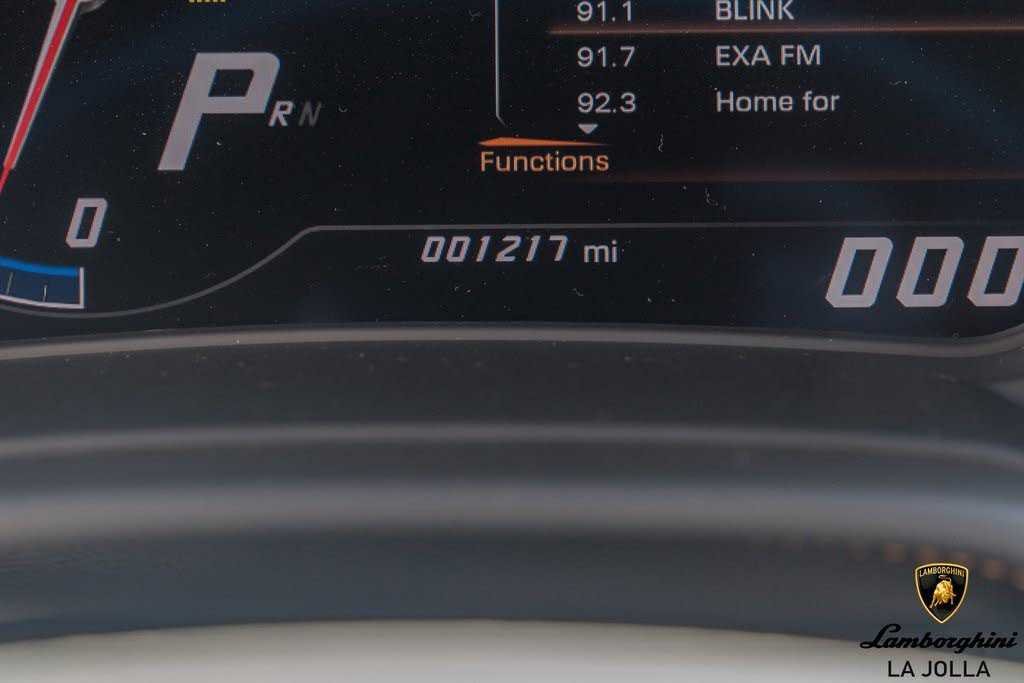 91.1 BLINK
91.7 EXA FM
92.3 Home for
PRN
Functions
0
001217 mi
000
LAMBORGHINI
Lamborghini
LA JOLLA